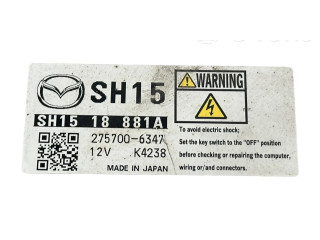 SH15
SH15 18 881A
275700-6347
12V K4238
MADE IN JAPAN
WARNING
To avoid electric shock;
Set the key switch to the "OFF" position
before checking or repairing the computer,
wiring or/and connectors.